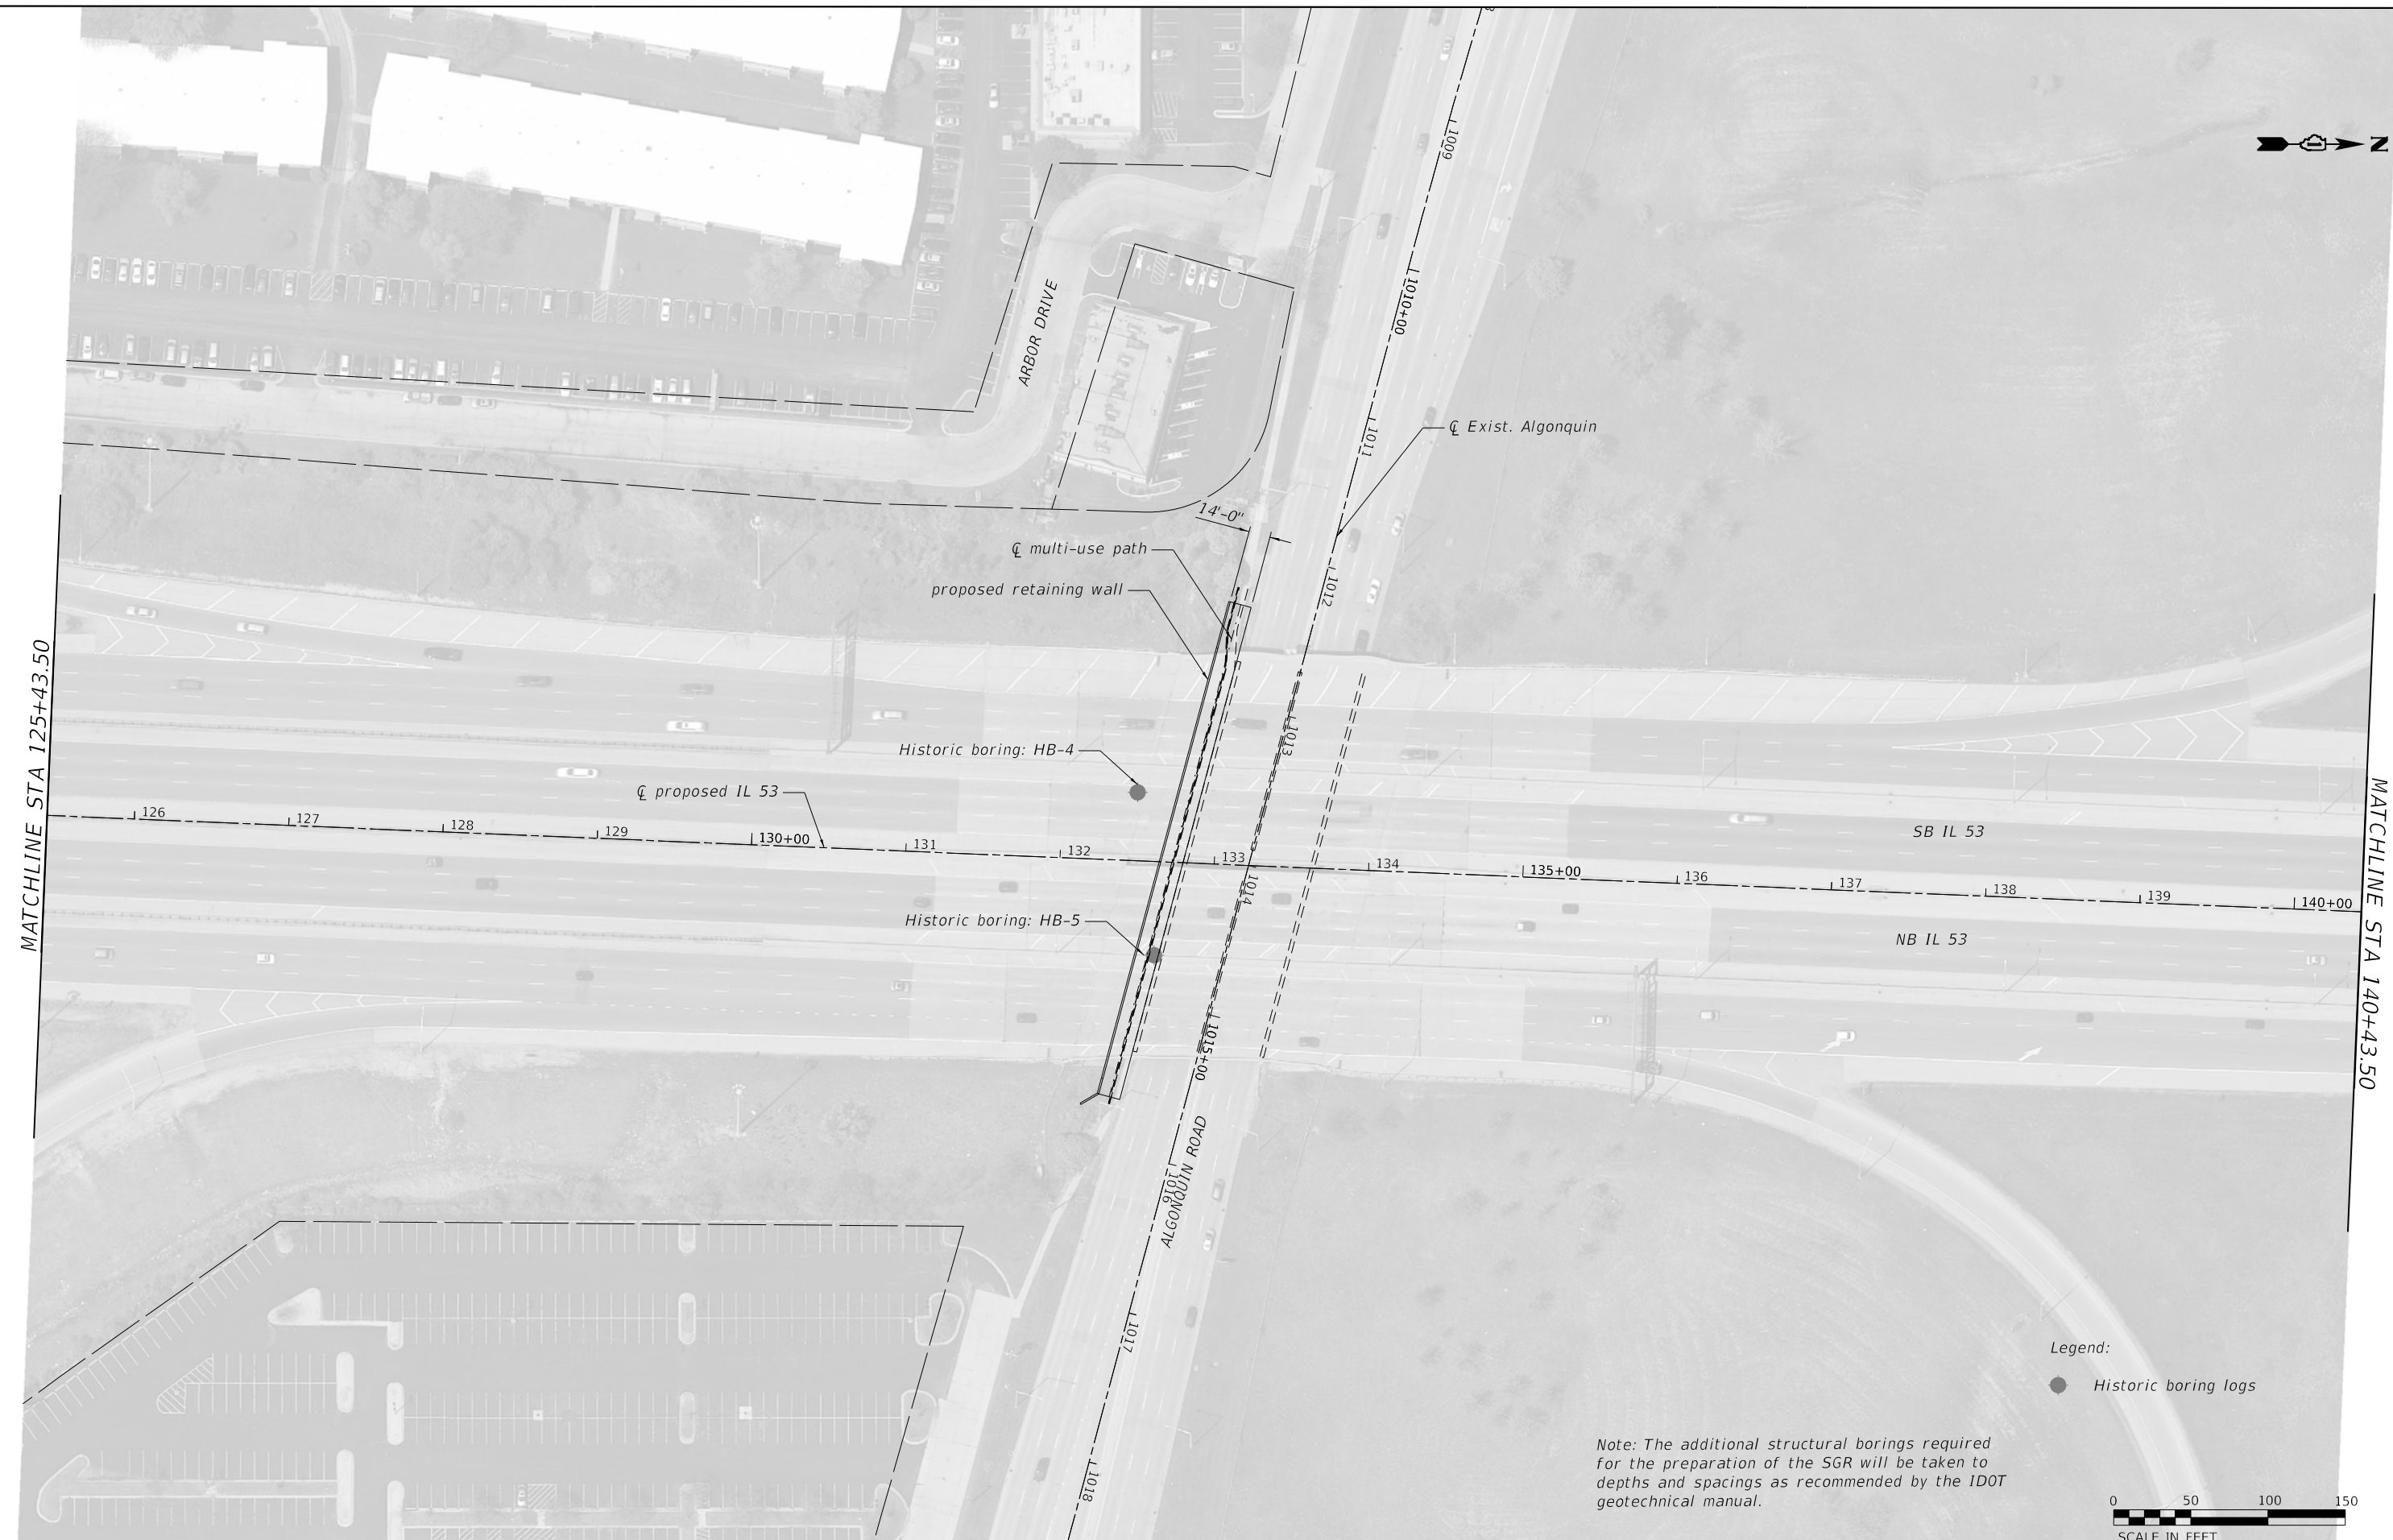 1009
N
1010+00
ARBOR DRIVE
1011
℄ Exist. Algonquin
14'-0"
℄ multi-use path
1012
proposed retaining wall
MATCHLINE STA 125+43.50
1013
Historic boring: HB-4
℄ proposed IL 53
126
127
128
129
130+00
131
132
133
134
135+00
136
137
138
139
140+00
SB IL 53
MATCHLINE STA 140+43.50
1014
Historic boring: HB-5
NB IL 53
1015+00
ALGONQUIN ROAD
1016
1017
Legend:
Historic boring logs
1018
Note: The additional structural borings required
for the preparation of the SGR will be taken to
depths and spacings as recommended by the IDOT
geotechnical manual.
0 50 100 150
SCALE IN FEET